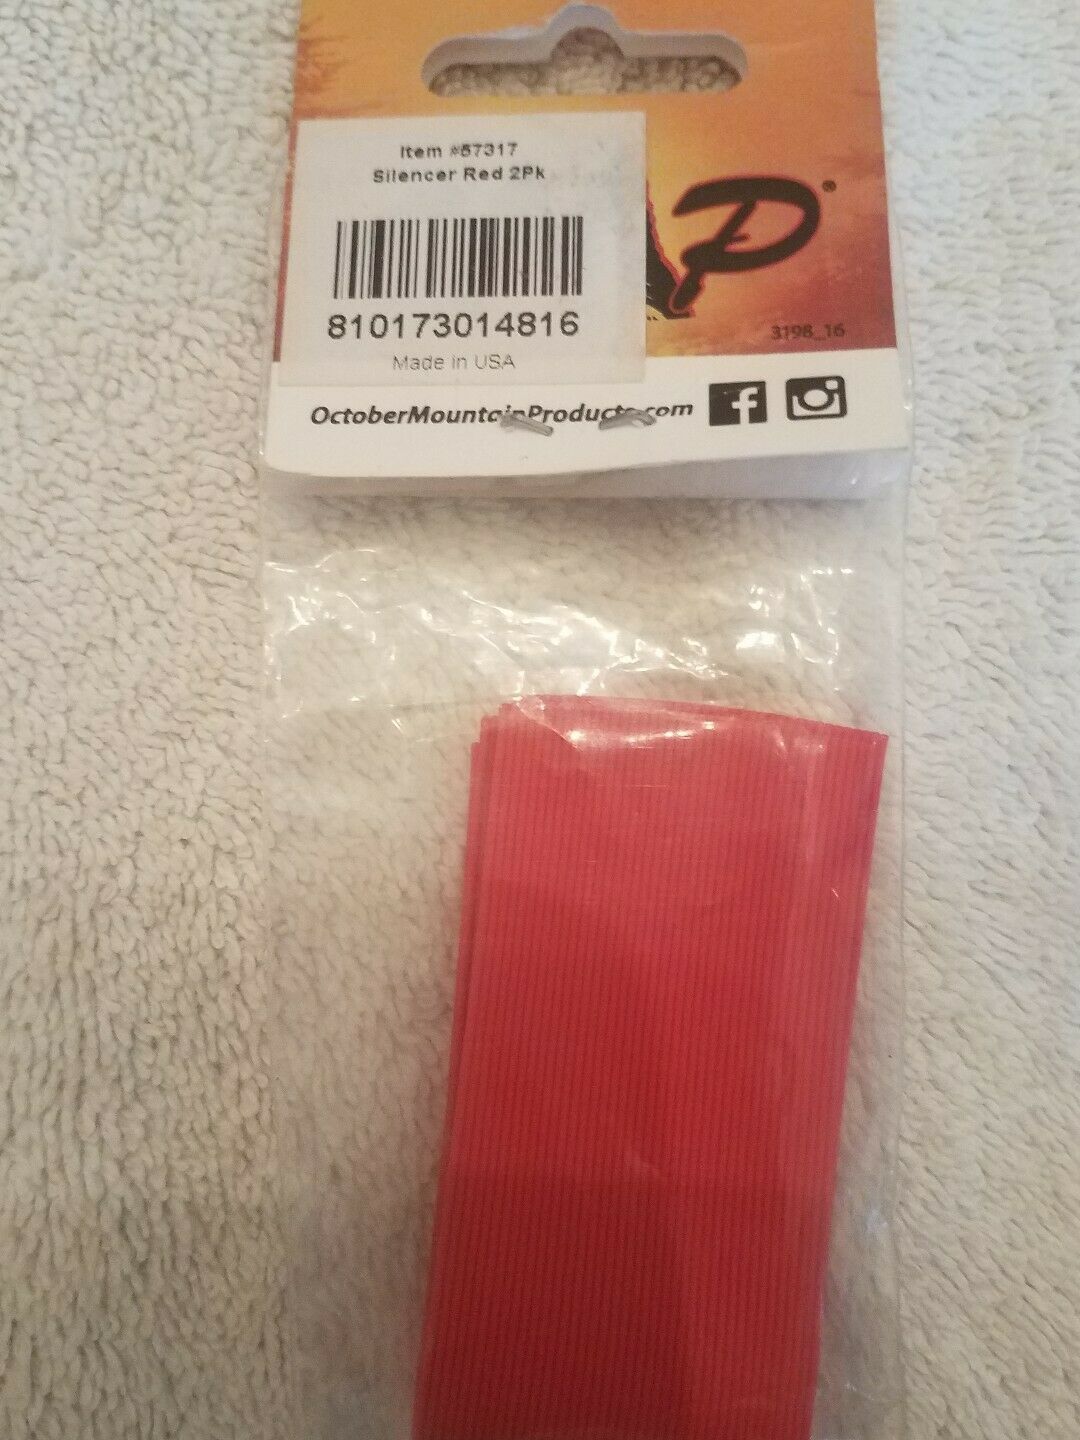 Item #57317
Silencer Red 2Pk
P®
810173014816
3198_16
Made in USA
OctoberMountainProducts.com